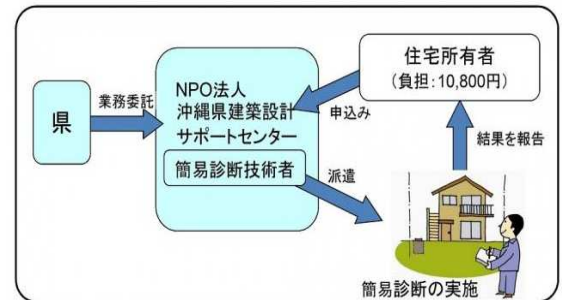 県
業務委託
NPO法人
沖縄県建築設計
サポートセンター
簡易診断技術者
住宅所有者
(負担:10,800円)
申込み
派遣
結果を報告
簡易診断の実施